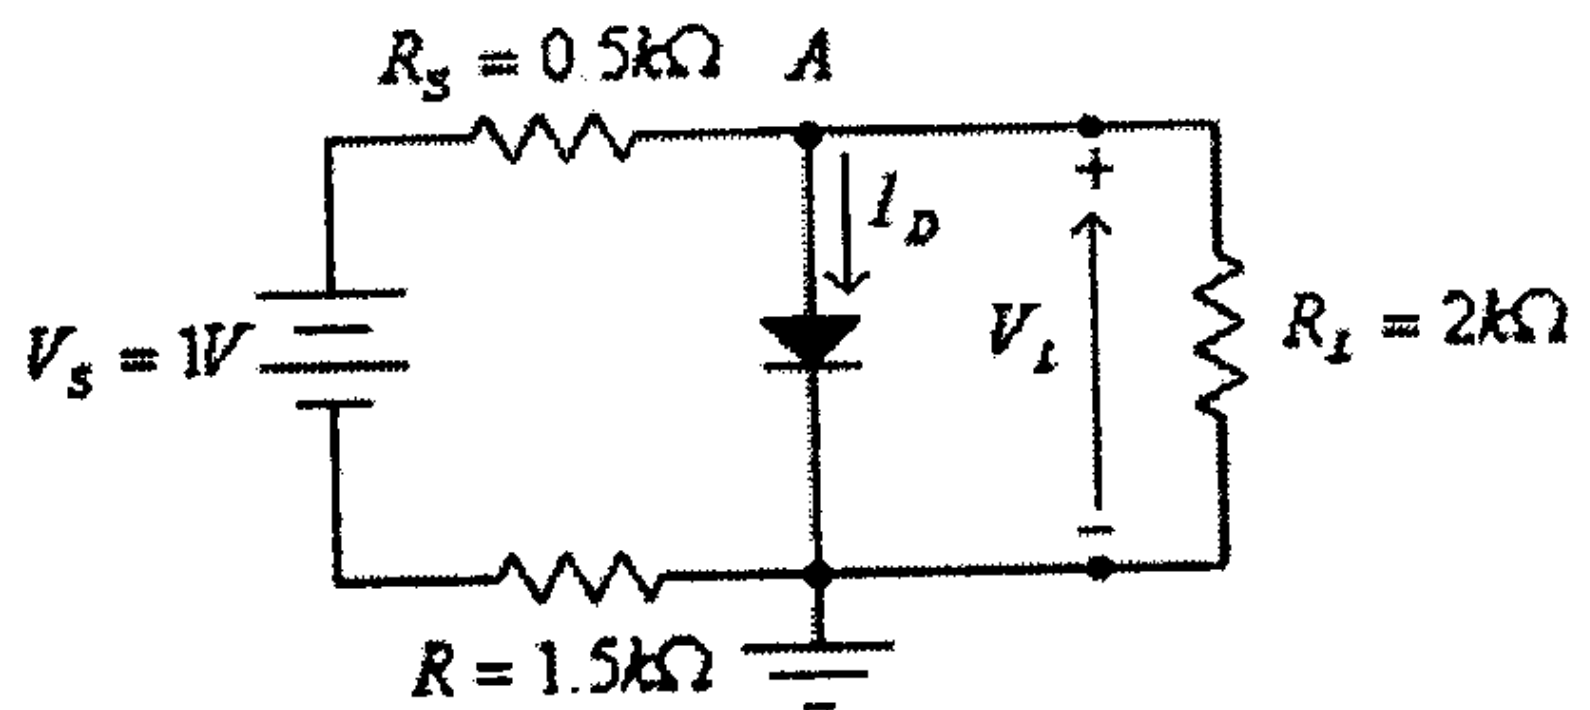 R_S = 0.5kΩ
A
I_D
+
V_S = 1V
V_L
R_L = 2kΩ
−
R = 1.5kΩ